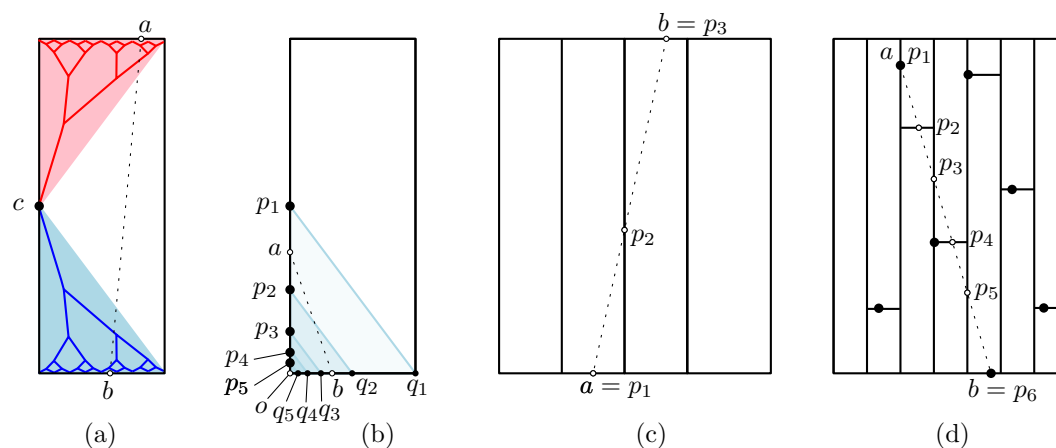 a
c
b
(a)
p₁
a
p₂
p₃
p₄
p₅
o
q₅
q₄
q₃
b
q₂
q₁
(b)
b = p₃
p₂
a = p₁
(c)
a p₁
p₂
p₃
p₄
p₅
b = p₆
(d)